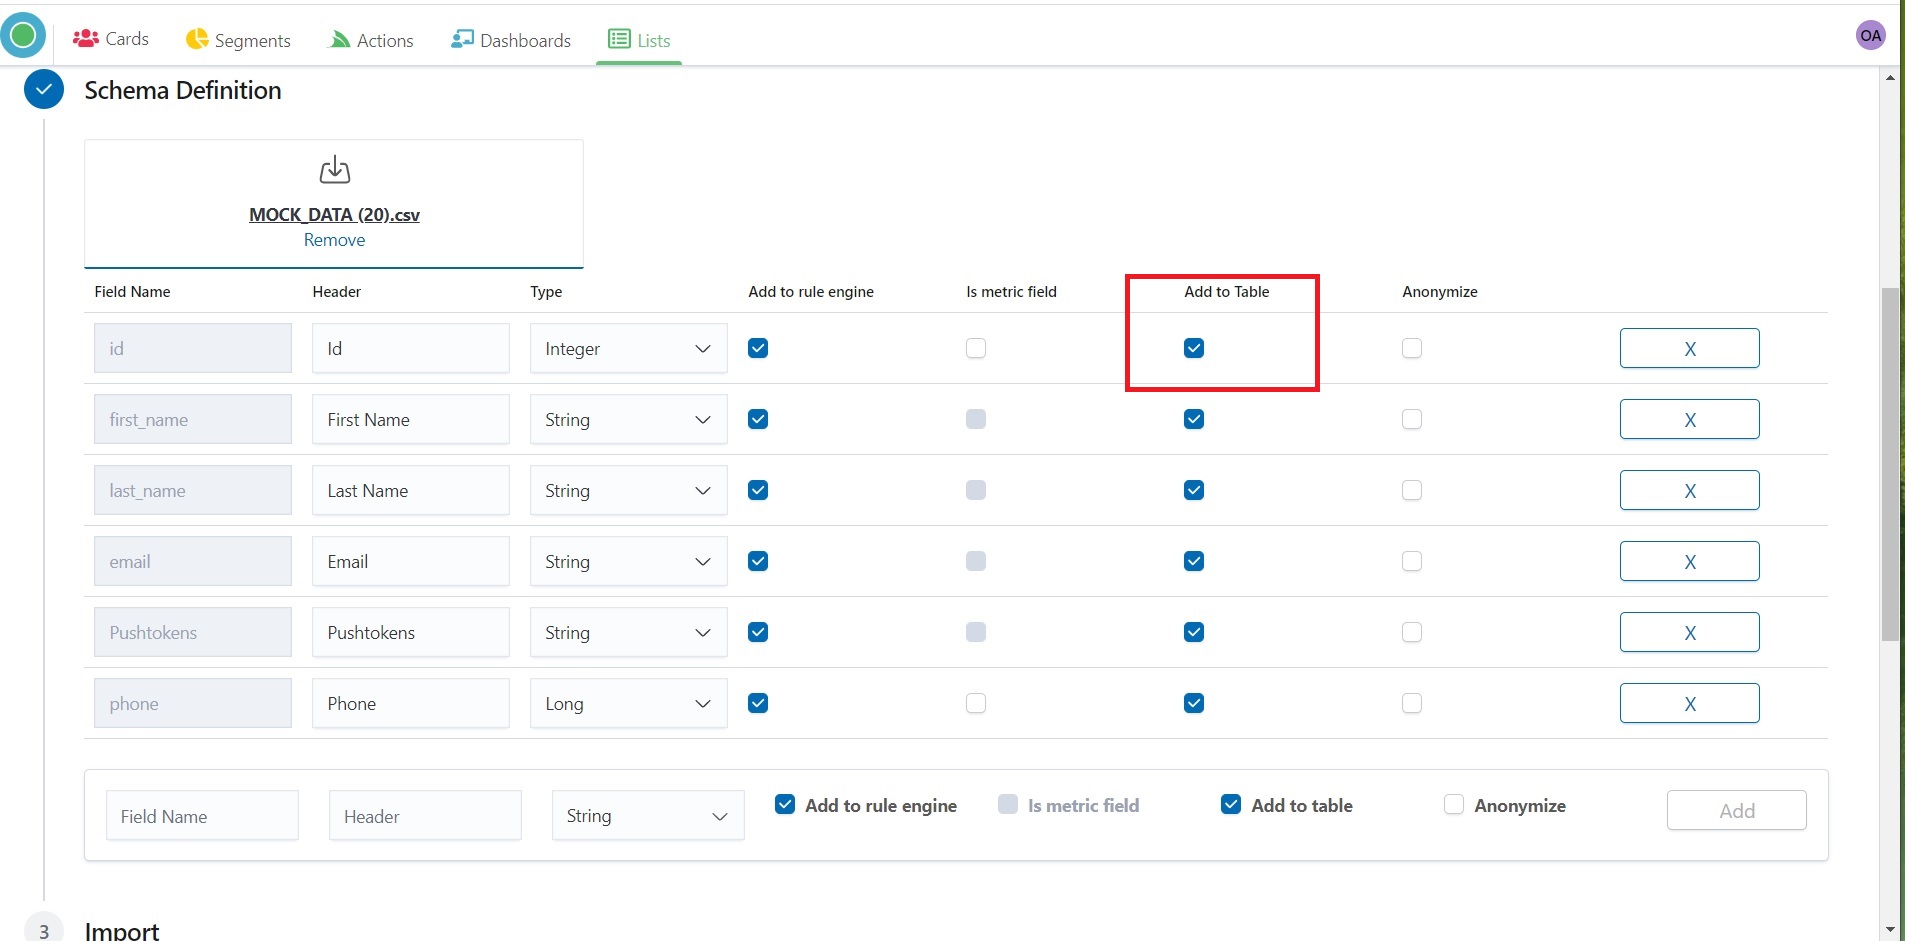 Cards Segments Actions Dashboards Lists OA
Schema Definition
MOCK_DATA (20).csv
Remove
Field Name Header Type Add to rule engine Is metric field Add to Table Anonymize
id Id Integer X
first_name First Name String X
last_name Last Name String X
email Email String X
Pushtokens Pushtokens String X
phone Phone Long X
Field Name Header String Add to rule engine Is metric field Add to table Anonymize Add
3 Import